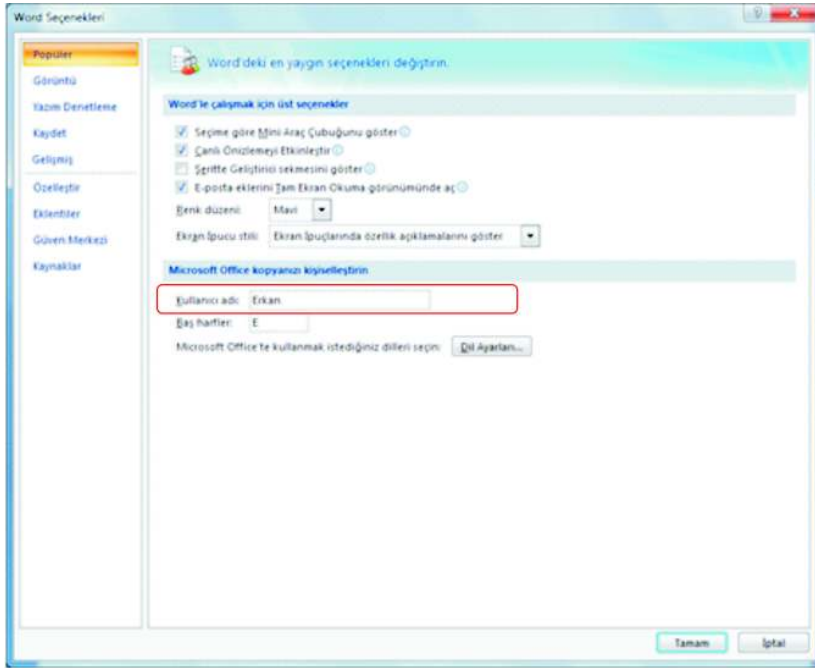 Word Seçenekleri
Popüler
Görüntü
Yazım Denetleme
Kaydet
Gelişmiş
Özelleştir
Eklentiler
Güven Merkezi
Kaynaklar
Word'deki en yaygın seçenekleri değiştirin.
Word'le çalışmak için üst seçenekler
Seçime göre Mini Araç Çubuğunu göster
Canlı Önizlemeyi Etkinleştir
Şeritte Geliştirici sekmesini göster
E-posta eklerini Tam Ekran Okuma görünümünde aç
Renk düzeni: Mavi
Ekran İpucu stili: Ekran İpuçlarında özellik açıklamalarını göster
Microsoft Office kopyanızı kişiselleştirin
Kullanıcı adı: Erkan
Baş harfler: E
Microsoft Office'te kullanmak istediğiniz dilleri seçin: Dil Ayarları...
Tamam İptal